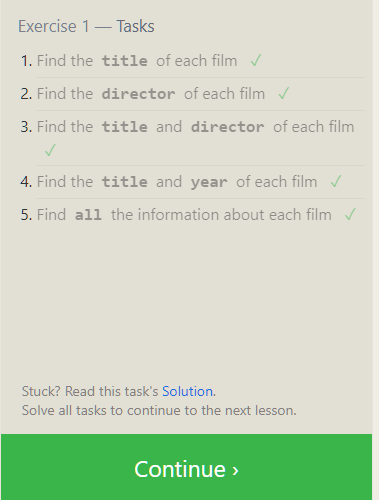 Exercise 1 — Tasks
1. Find the title of each film ✓
2. Find the director of each film ✓
3. Find the title and director of each film
✓
4. Find the title and year of each film ✓
5. Find all the information about each film ✓
Stuck? Read this task's Solution.
Solve all tasks to continue to the next lesson.
Continue ›